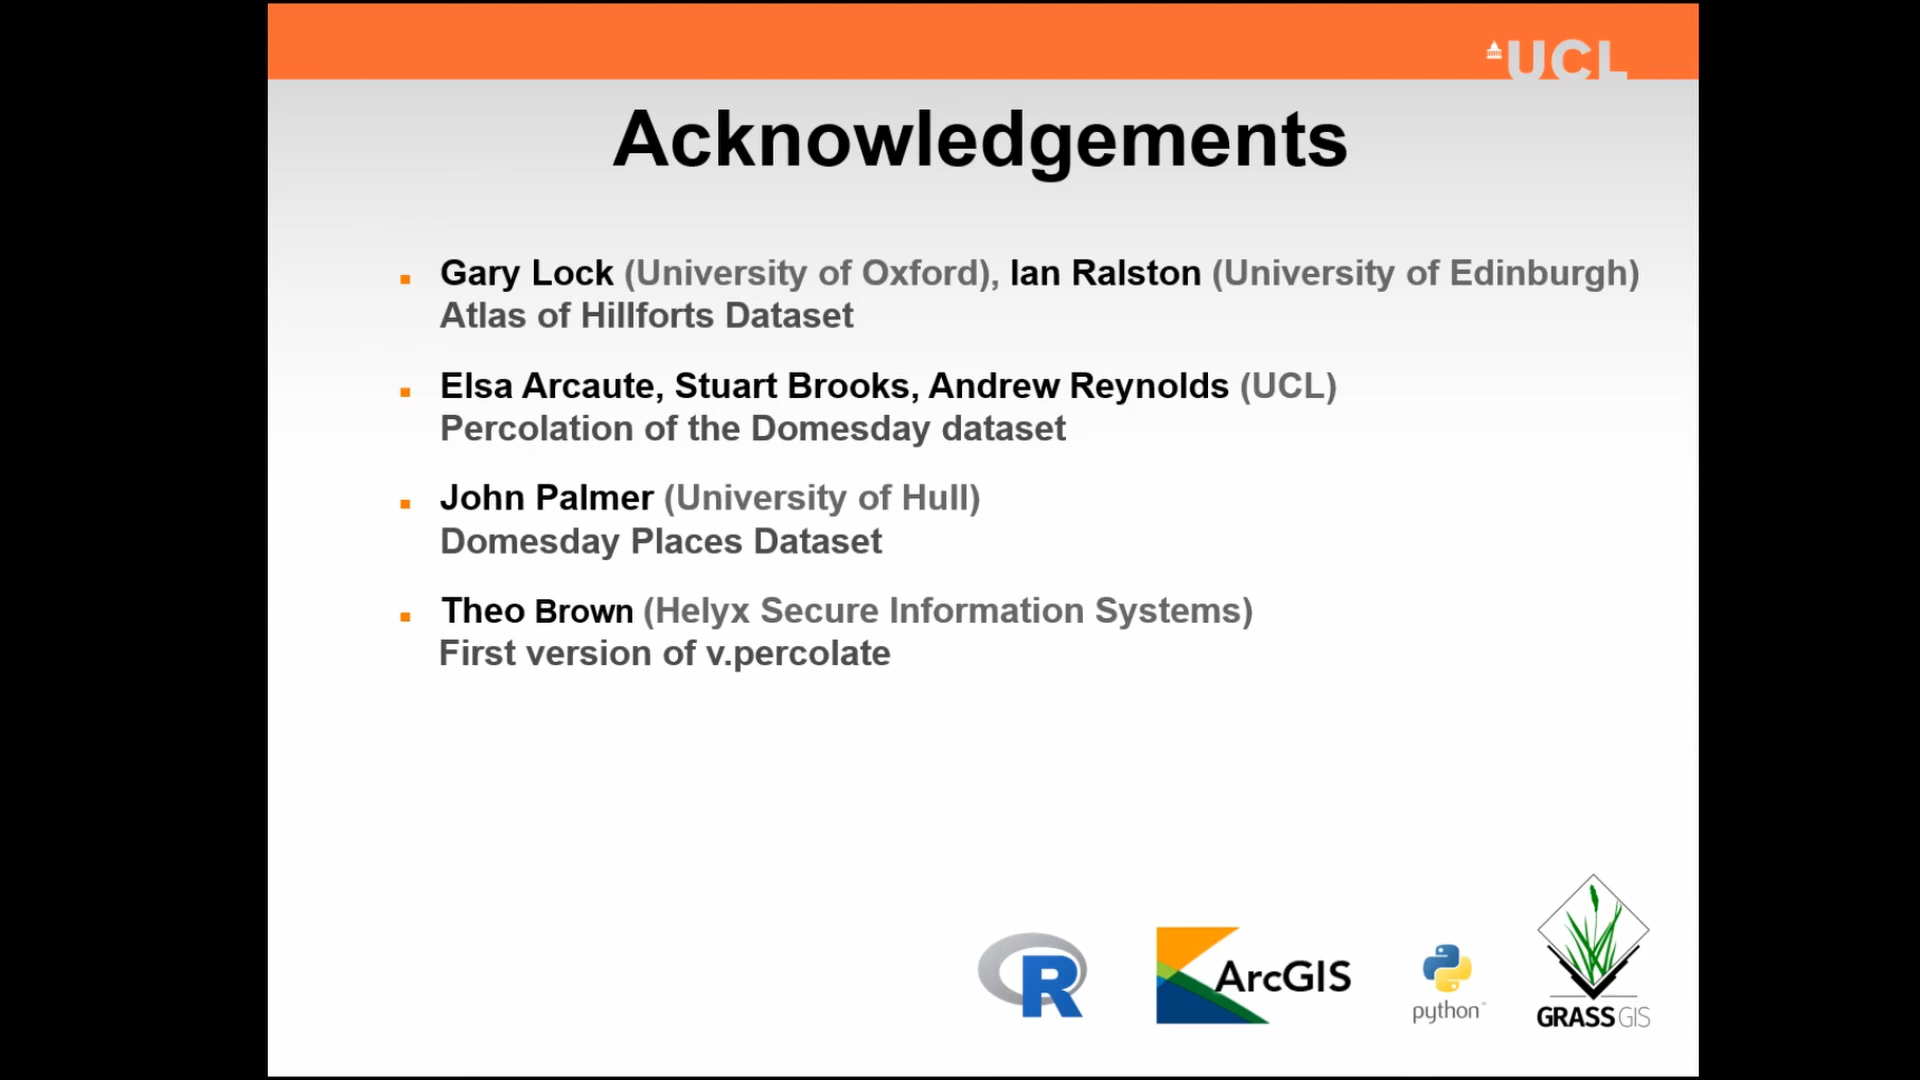 UCL
Acknowledgements
Gary Lock (University of Oxford), Ian Ralston (University of Edinburgh)
Atlas of Hillforts Dataset
Elsa Arcaute, Stuart Brooks, Andrew Reynolds (UCL)
Percolation of the Domesday dataset
John Palmer (University of Hull)
Domesday Places Dataset
Theo Brown (Helyx Secure Information Systems)
First version of v.percolate
R
ArcGIS
python™
GRASS GIS